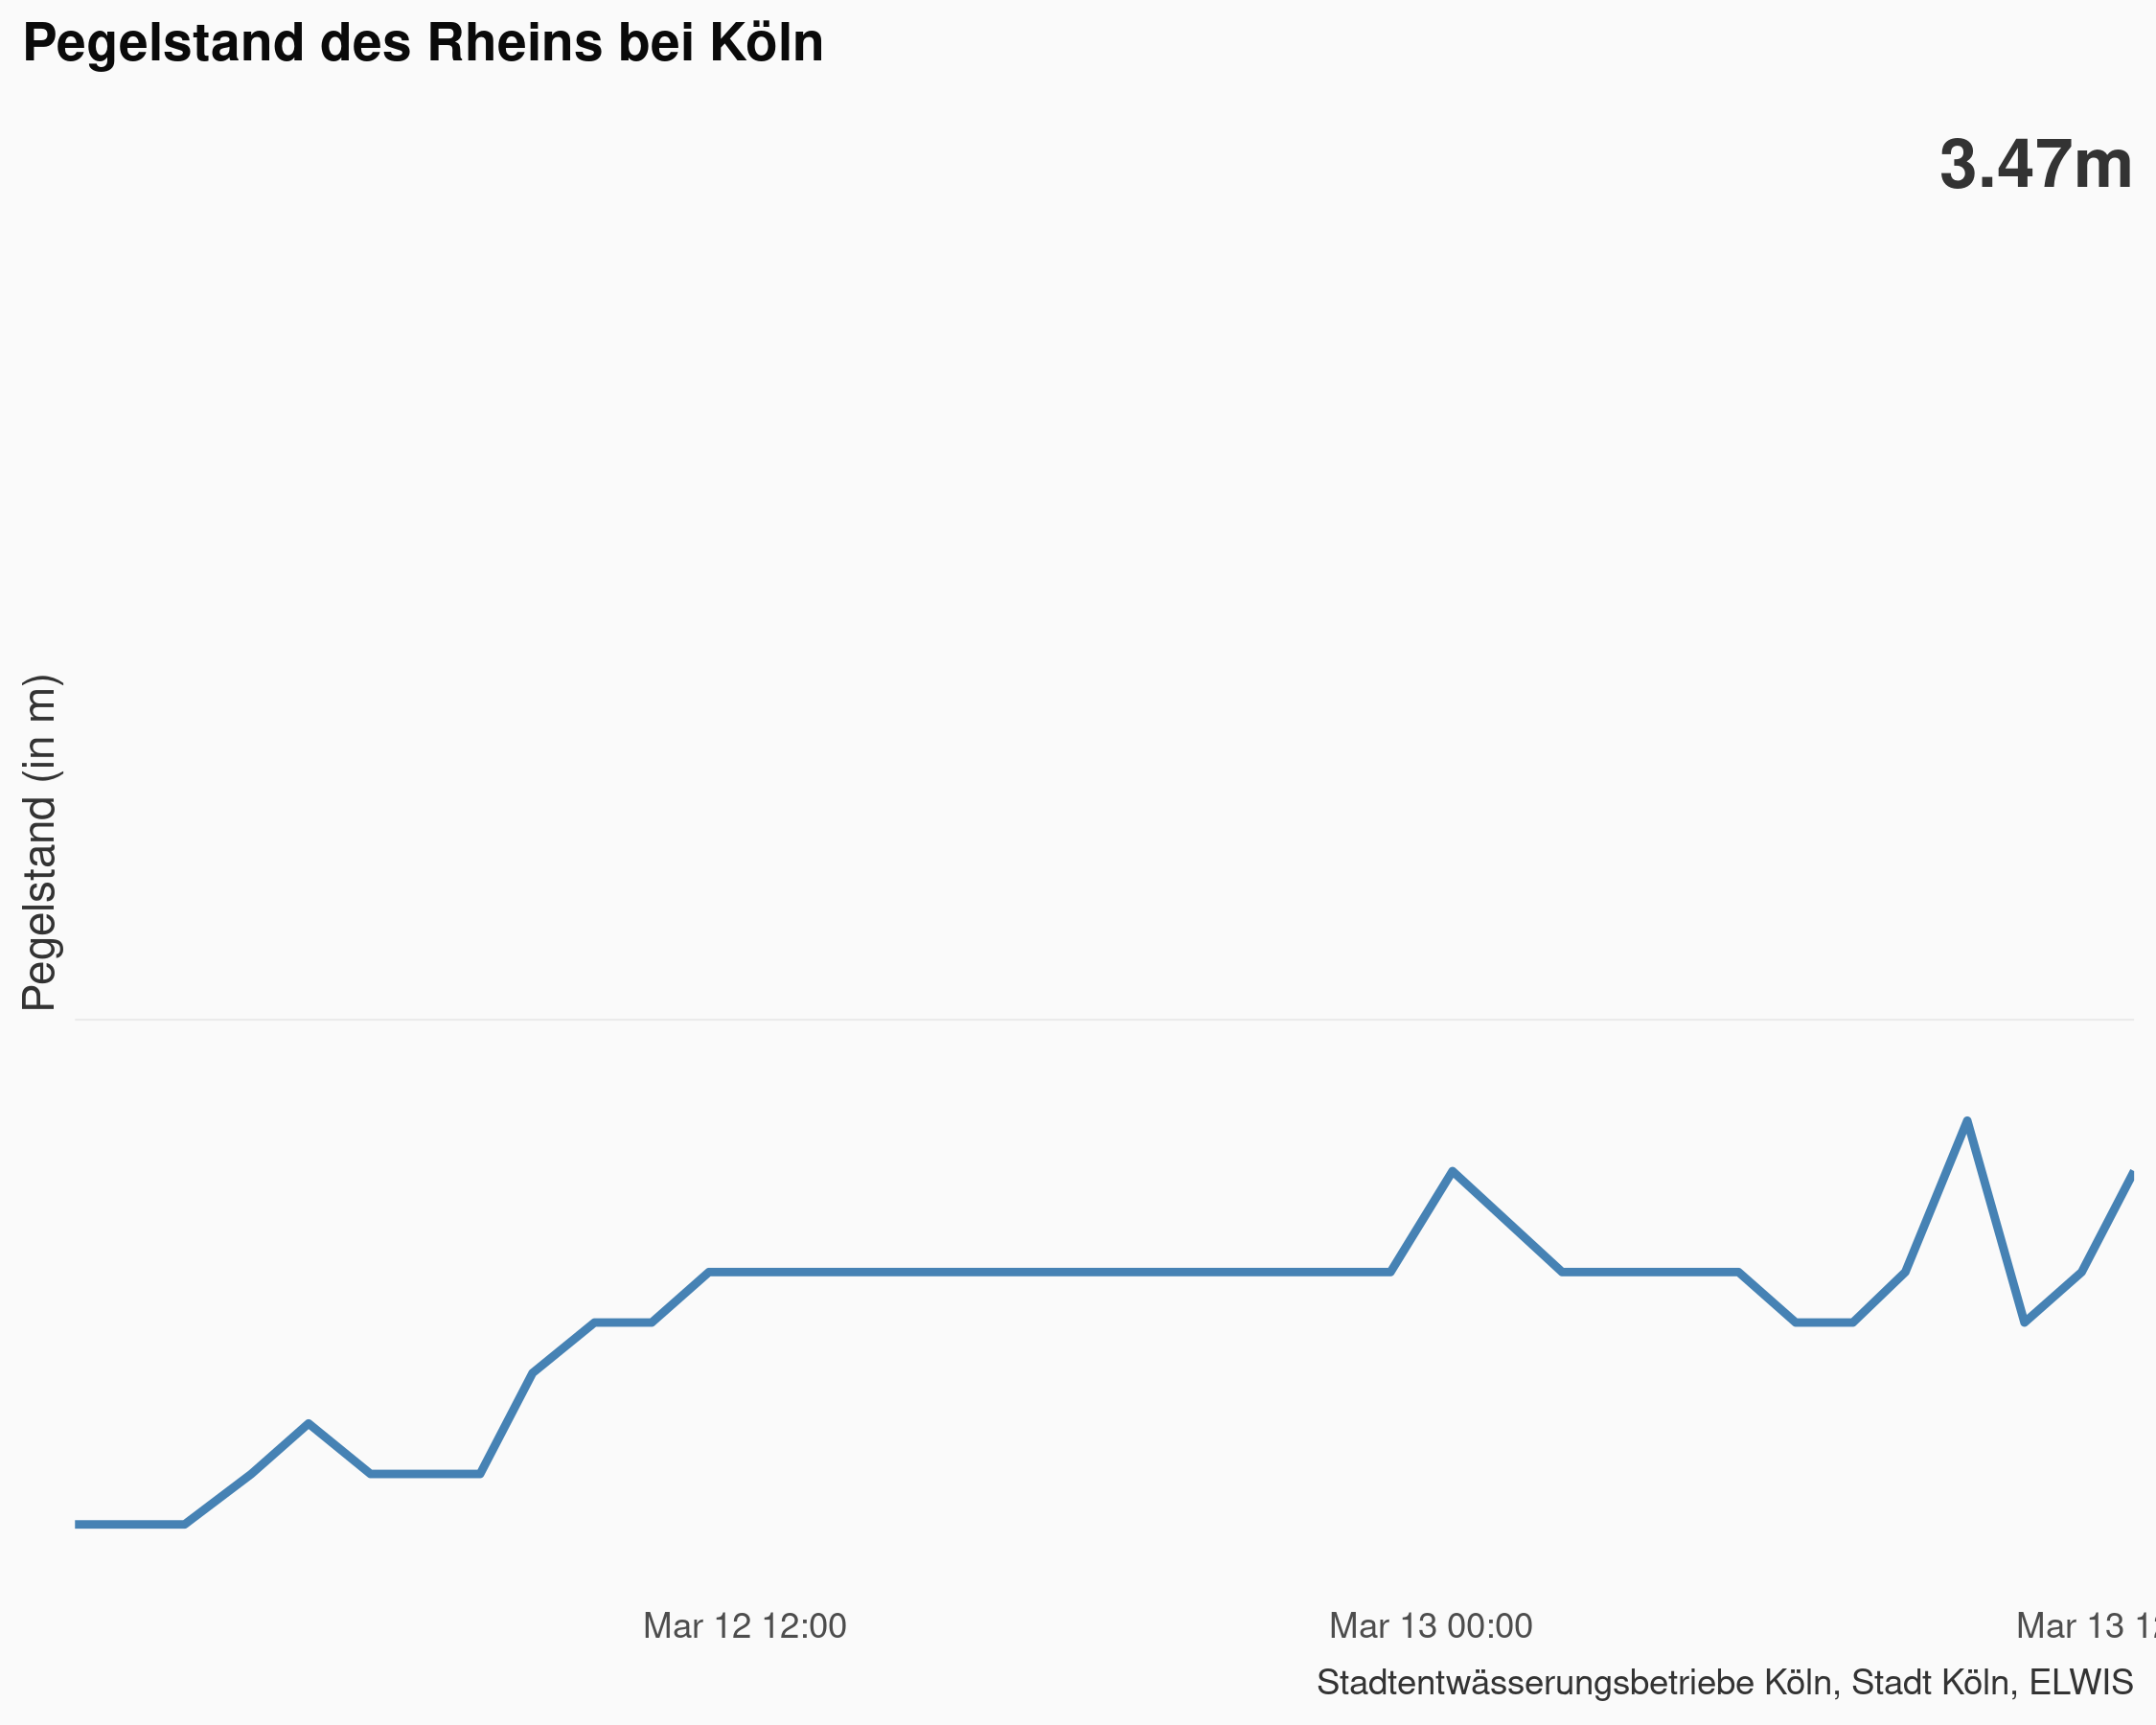 Pegelstand des Rheins bei Köln
3.47m
Pegelstand (in m)
Mar 12 12:00
Mar 13 00:00
Mar 13 1
Stadtentwässerungsbetriebe Köln, Stadt Köln, ELWIS